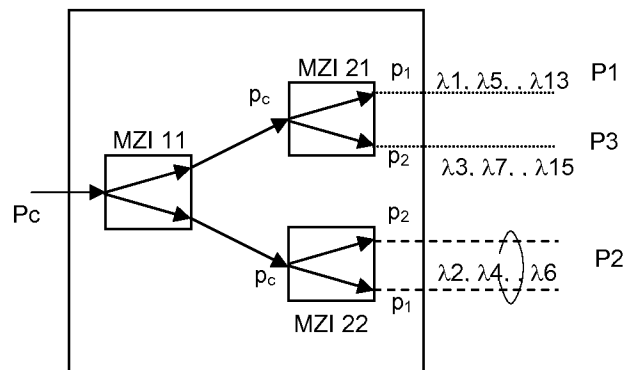 MZI 21
p1
λ1. λ5. . λ13
P1
pc
MZI 11
p2
λ3. λ7. . λ15
P3
Pc
p2
λ2. λ4. . λ6
P2
pc
p1
MZI 22